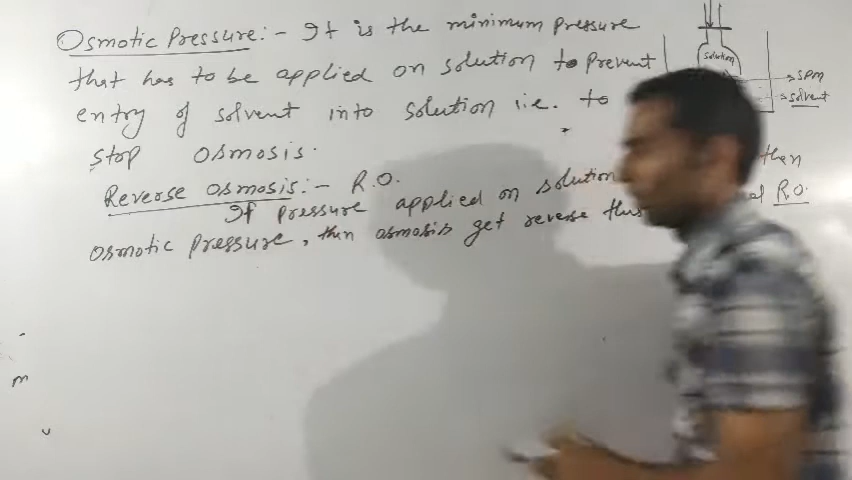 Osmotic Pressure:- It is the minimum pressure
that has to be applied on solution to prevent
entry of solvent into solution i.e. to
stop osmosis.
solution
SPM
solvent
Reverse osmosis:- R.O.
If pressure applied on solution than
osmotic pressure, then osmosis get reverse this R.O.
m